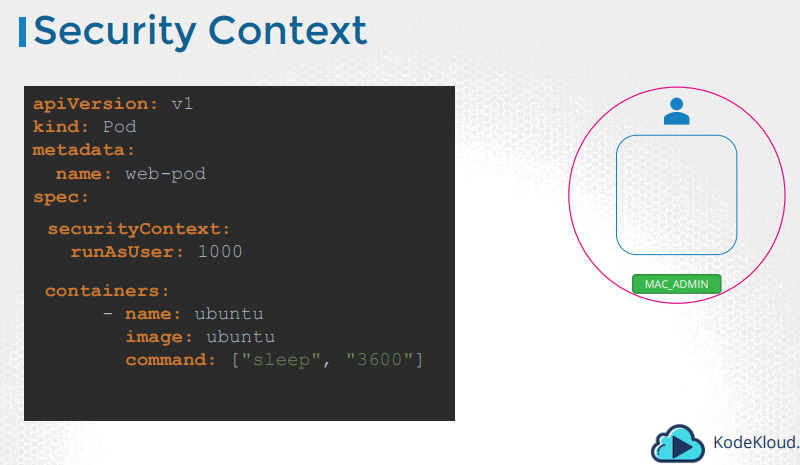 Security Context
apiVersion: v1
kind: Pod
metadata:
name: web-pod
spec:
securityContext:
runAsUser: 1000
containers:
- name: ubuntu
image: ubuntu
command: ["sleep", "3600"]
MAC_ADMIN
KodeKloud.